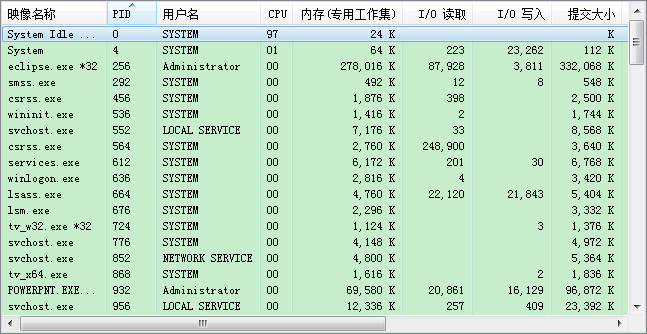 映像名称 PID 用户名 CPU 内存(专用工作集) I/O 读取 I/O 写入 提交大小
System Idle ... 0 SYSTEM 97 24 K K
System 4 SYSTEM 01 64 K 223 23,262 112 K
eclipse.exe *32 256 Administrator 00 278,016 K 87,928 3,811 332,068 K
smss.exe 292 SYSTEM 00 492 K 12 8 548 K
csrss.exe 456 SYSTEM 00 1,876 K 398 2,500 K
wininit.exe 536 SYSTEM 00 1,416 K 2 1,744 K
svchost.exe 552 LOCAL SERVICE 00 7,176 K 33 8,568 K
csrss.exe 564 SYSTEM 00 2,760 K 248,900 3,640 K
services.exe 612 SYSTEM 00 6,172 K 201 30 6,768 K
winlogon.exe 636 SYSTEM 00 2,816 K 4 3,420 K
lsass.exe 664 SYSTEM 00 4,760 K 22,120 21,843 5,404 K
lsm.exe 676 SYSTEM 00 2,296 K 3,332 K
tv_w32.exe *32 724 SYSTEM 00 1,124 K 3 1,376 K
svchost.exe 776 SYSTEM 00 4,148 K 4,972 K
svchost.exe 852 NETWORK SERVICE 00 4,800 K 5,364 K
tv_x64.exe 868 SYSTEM 00 1,616 K 2 1,836 K
POWERPNT.EXE... 932 Administrator 00 69,580 K 20,861 16,129 96,872 K
svchost.exe 956 LOCAL SERVICE 00 12,336 K 257 409 23,392 K